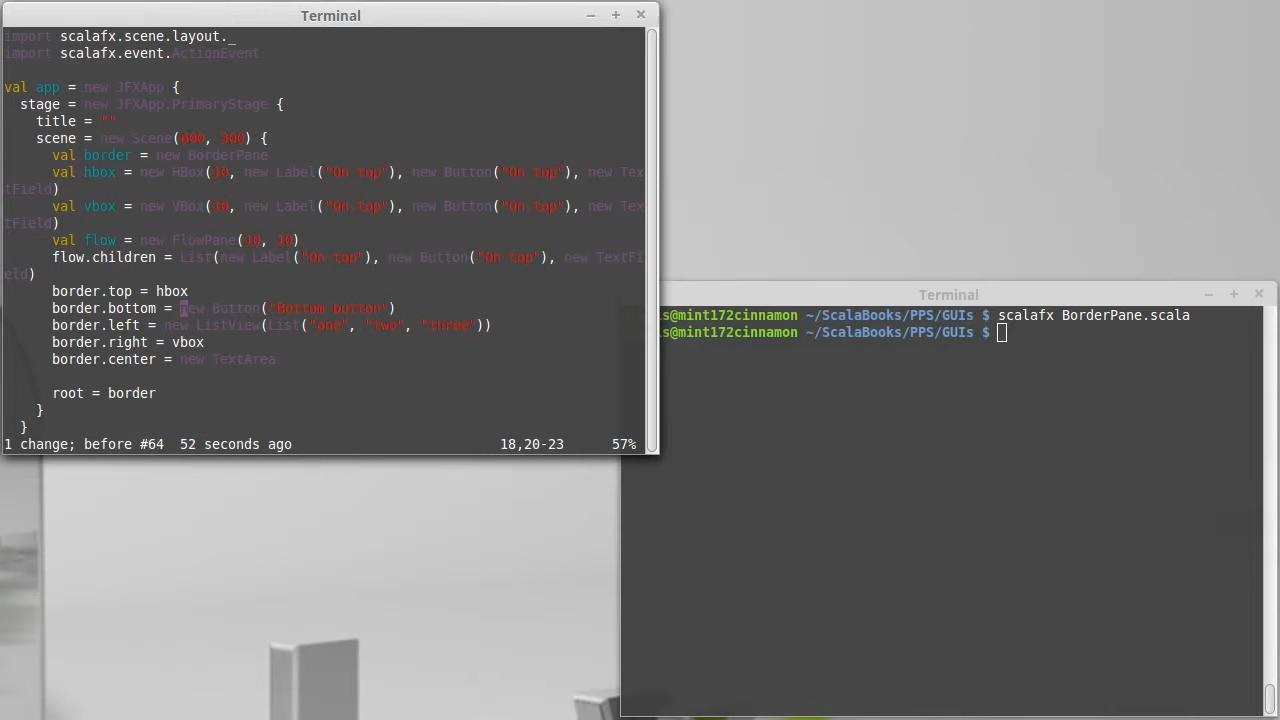 Terminal
import scalafx.scene.layout._
import scalafx.event.ActionEvent
val app = new JFXApp {
stage = new JFXApp.PrimaryStage {
title = ""
scene = new Scene(600, 300) {
val border = new BorderPane
val hbox = new HBox(10, new Label("On top"), new Button("On top"), new Tex
tField)
val vbox = new VBox(10, new Label("On top"), new Button("On top"), new Tex
tField)
val flow = new FlowPane(10, 10)
flow.children = List(new Label("On top"), new Button("On top"), new TextFi
eld)
border.top = hbox
border.bottom = new Button("Bottom button")
border.left = new ListView(List("one", "two", "three"))
border.right = vbox
border.center = new TextArea
root = border
}
}
1 change; before #64 52 seconds ago 18,20-23 57%
Terminal
s@mint172cinnamon ~/ScalaBooks/PPS/GUIs $ scalafx BorderPane.scala
s@mint172cinnamon ~/ScalaBooks/PPS/GUIs $